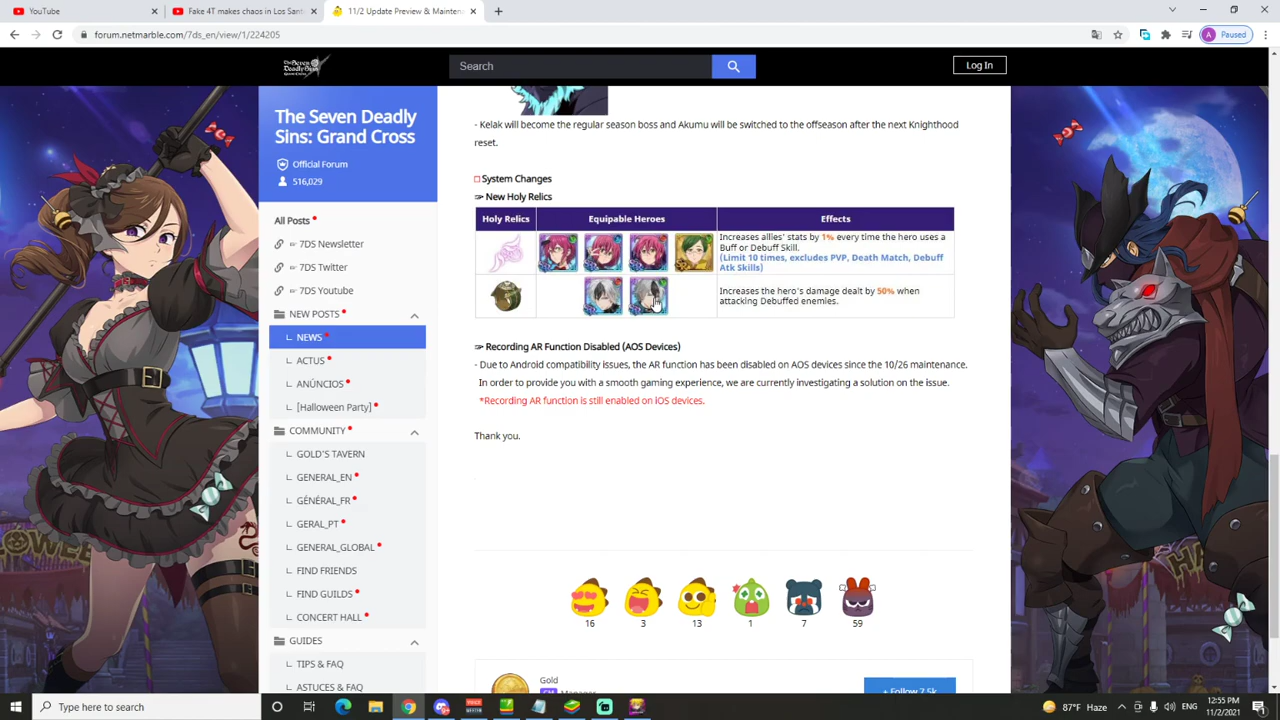 YouTube
Fake 4T makes chaos in Los Sant
11/2 Update Preview & Maintena
forum.netmarble.com/7ds_en/view/1/224205
Paused
Search
Log In
The Seven Deadly
Sins: Grand Cross
Official Forum
516,029
All Posts
7DS Newsletter
7DS Twitter
7DS Youtube
NEW POSTS
NEWS
ACTUS
ANÚNCIOS
[Halloween Party]
COMMUNITY
GOLD'S TAVERN
GENERAL_EN
GÉNÉRAL_FR
GERAL_PT
GENERAL_GLOBAL
FIND FRIENDS
FIND GUILDS
CONCERT HALL
GUIDES
TIPS & FAQ
ASTUCES & FAQ
- Kelak will become the regular season boss and Akumu will be switched to the offseason after the next Knighthood
reset.
System Changes
New Holy Relics
Holy Relics Equipable Heroes Effects
Increases allies' stats by 1% every time the hero uses a
Buff or Debuff Skill.
(Limit 10 times, excludes PVP, Death Match, Debuff
Atk Skills)
Increases the hero's damage dealt by 50% when
attacking Debuffed enemies.
Recording AR Function Disabled (AOS Devices)
- Due to Android compatibility issues, the AR function has been disabled on AOS devices since the 10/26 maintenance.
In order to provide you with a smooth gaming experience, we are currently investigating a solution on the issue.
*Recording AR function is still enabled on iOS devices.
Thank you.
16 3 13 1 7 59
Gold
Manager
+ Follow 7.5k
Type here to search
87°F Haze
ENG
12:55 PM
11/2/2021